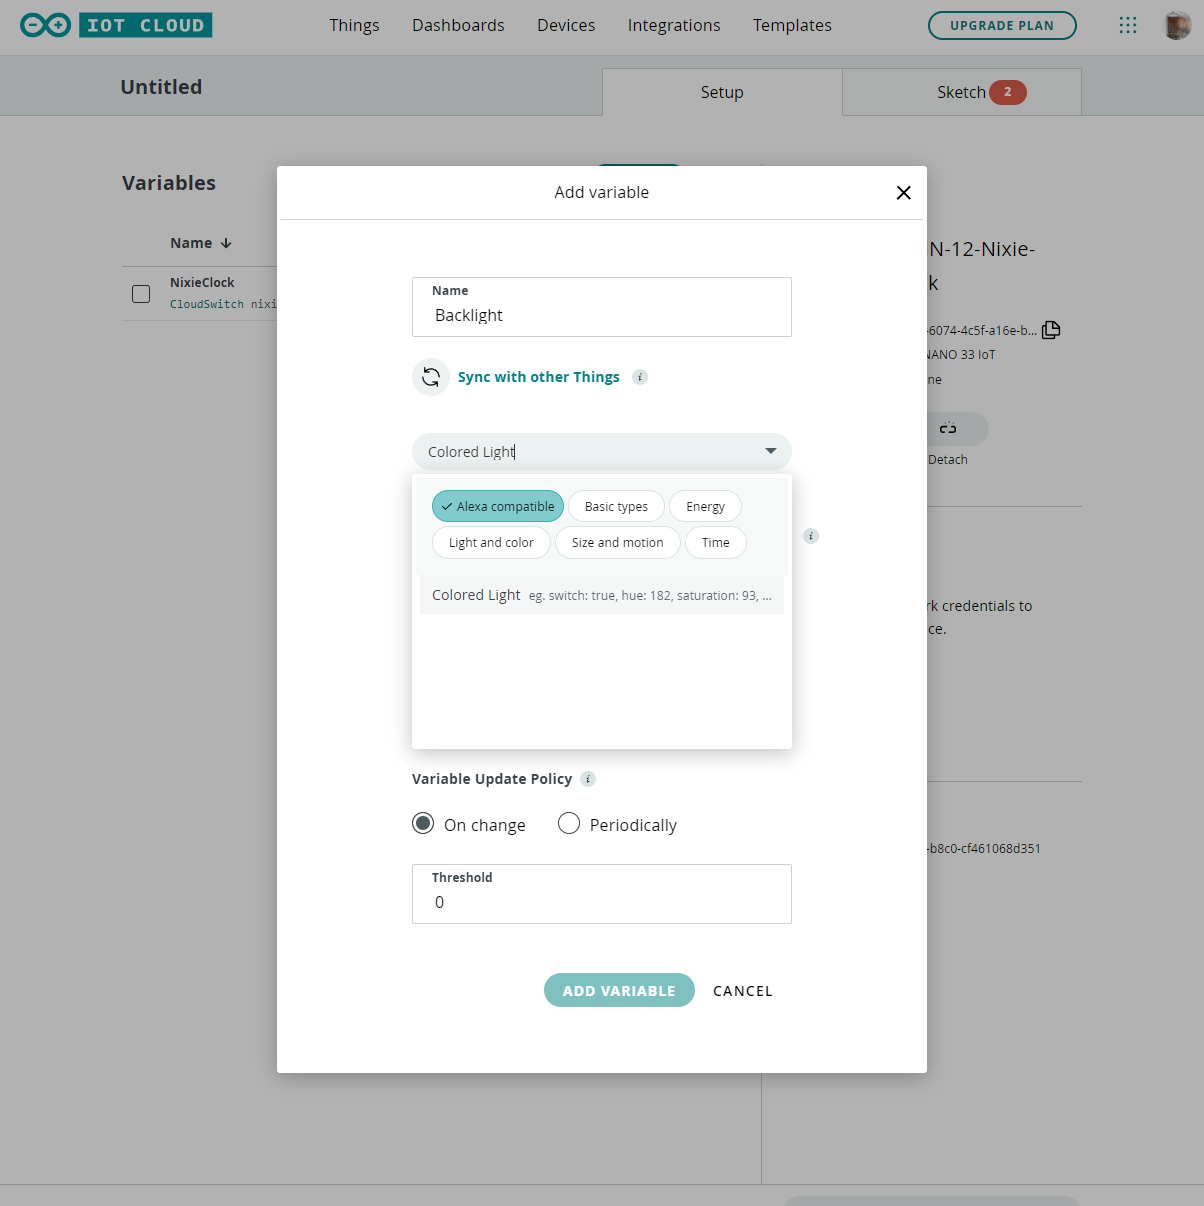 IOT CLOUD
Things Dashboards Devices Integrations Templates
UPGRADE PLAN
Untitled
Setup
Sketch 2
Variables
Name
NixieClock
CloudSwitch nixi
Add variable
Name
Backlight
Sync with other Things
Colored Light
Alexa compatible Basic types Energy
Light and color Size and motion Time
Colored Light eg. switch: true, hue: 182, saturation: 93, ...
Variable Update Policy
On change Periodically
Threshold
0
ADD VARIABLE CANCEL
N-12-Nixie-
k
-6074-4c5f-a16e-b...
NANO 33 IoT
ne
Detach
rk credentials to
ce.
-b8c0-cf461068d351